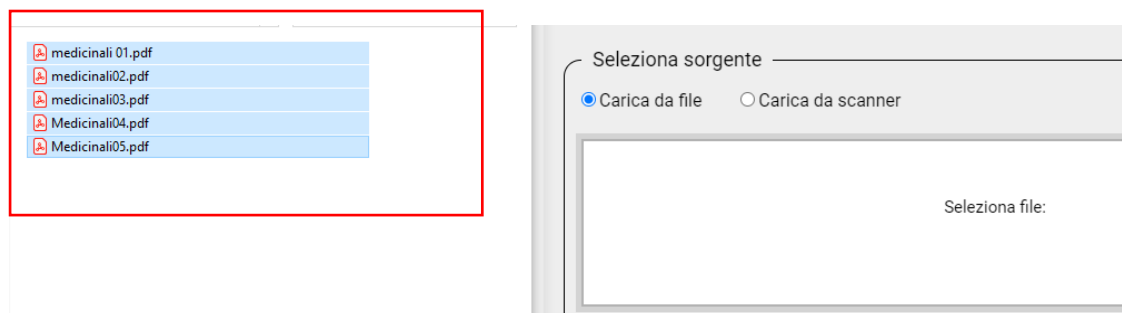 medicinali 01.pdf
medicinali02.pdf
medicinali03.pdf
Medicinali04.pdf
Medicinali05.pdf
Seleziona sorgente
Carica da file
Carica da scanner
Seleziona file: